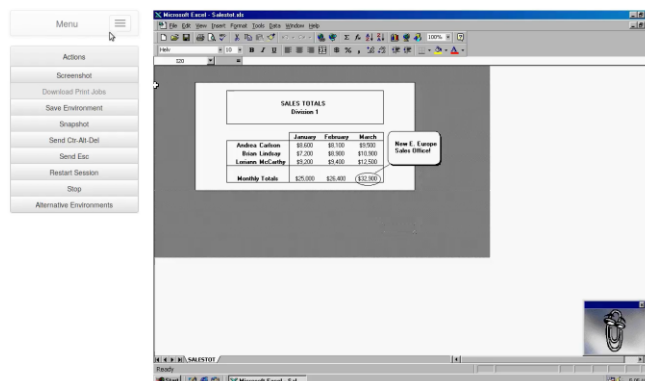 Menu
Actions
Screenshot
Download Print Jobs
Save Environment
Snapshot
Send Ctr-Alt-Del
Send Esc
Restart Session
Stop
Alternative Environments
Microsoft Excel - Salestot.xls
File Edit View Insert Format Tools Data Window Help
100%
Helv 10 B I U
I20 =
SALES TOTALS
Division 1
January February March
Andrea Carlson $8,600 $8,100 $9,500
Brian Lindsay $7,200 $8,900 $10,900
Loriann McCarthy $9,200 $9,400 $12,500
Monthly Totals $25,000 $26,400 $32,900
New E. Europe
Sales Office!
SALESTOT
Ready
Start Microsoft Excel - Sal...